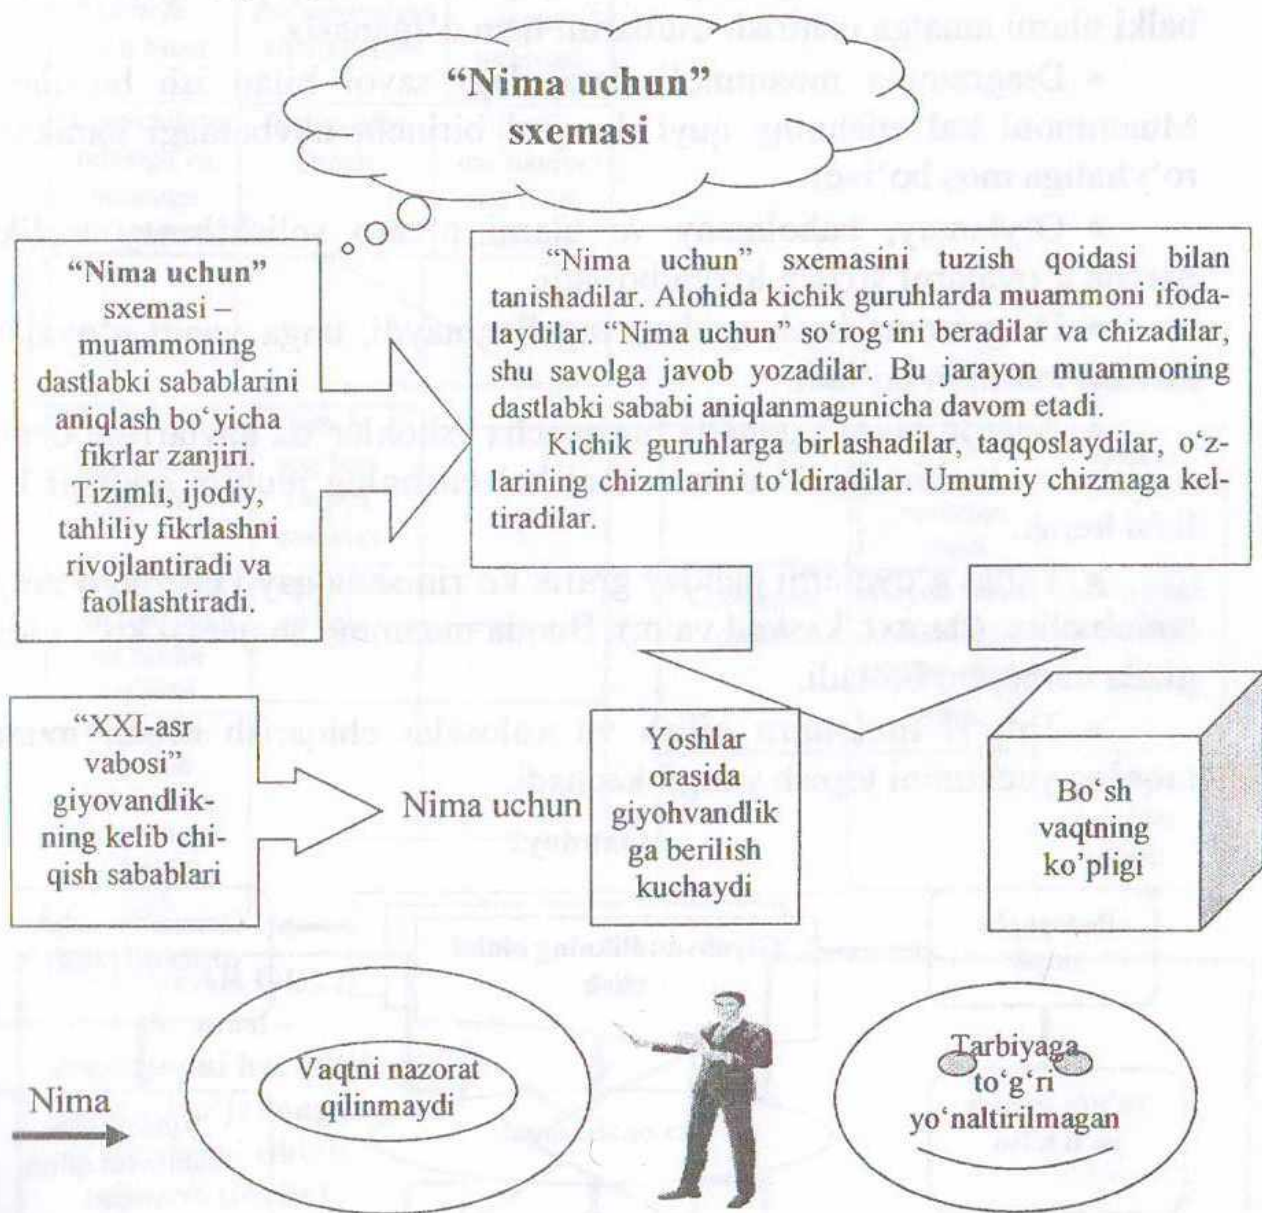 “Nima uchun”
sxemasi
“Nima uchun”
sxemasi –
muammoning
dastlabki sabablarini
aniqlash bo‘yicha
fikrlar zanjiri.
Tizimli, ijodiy,
tahliliy fikrlashni
rivojlantiradi va
faollashtiradi.
“Nima uchun” sxemasini tuzish qoidasi bilan
tanishadilar. Alohida kichik guruhlarda muammoni ifoda-
laydilar. “Nima uchun” so‘rog‘ini beradilar va chizadilar,
shu savolga javob yozadilar. Bu jarayon muammoning
dastlabki sababi aniqlanmagunicha davom etadi.
Kichik guruhlarga birlashadilar, taqqoslaydilar, o‘z-
larining chizmlarini to‘ldiradilar. Umumiy chizmaga kel-
tiradilar.
“XXI-asr
vabosi”
giyovandlik-
ning kelib chi-
qish sabablari
Nima uchun
Yoshlar
orasida
giyohvandlik
ga berilish
kuchaydi
Bo‘sh
vaqtning
ko’pligi
Nima
Vaqtni nazorat
qilinmaydi
Tarbiyaga
to‘g‘ri
yo‘naltirilmagan